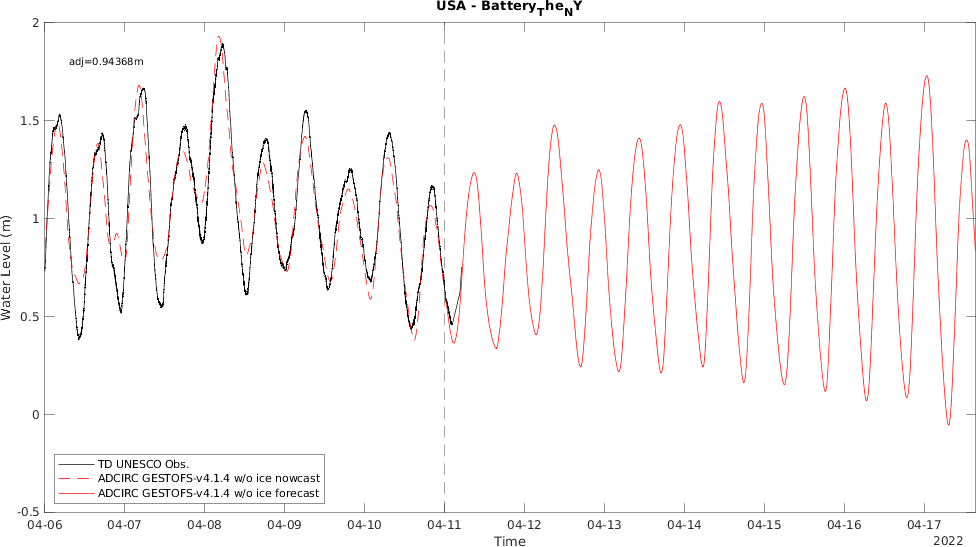 USA - Battery_The_NY
adj=0.94368m
Water Level (m)
2
1.5
1
0.5
0
-0.5
TD UNESCO Obs.
ADCIRC GESTOFS-v4.1.4 w/o ice nowcast
ADCIRC GESTOFS-v4.1.4 w/o ice forecast
04-06 04-07 04-08 04-09 04-10 04-11 04-12 04-13 04-14 04-15 04-16 04-17
Time
2022